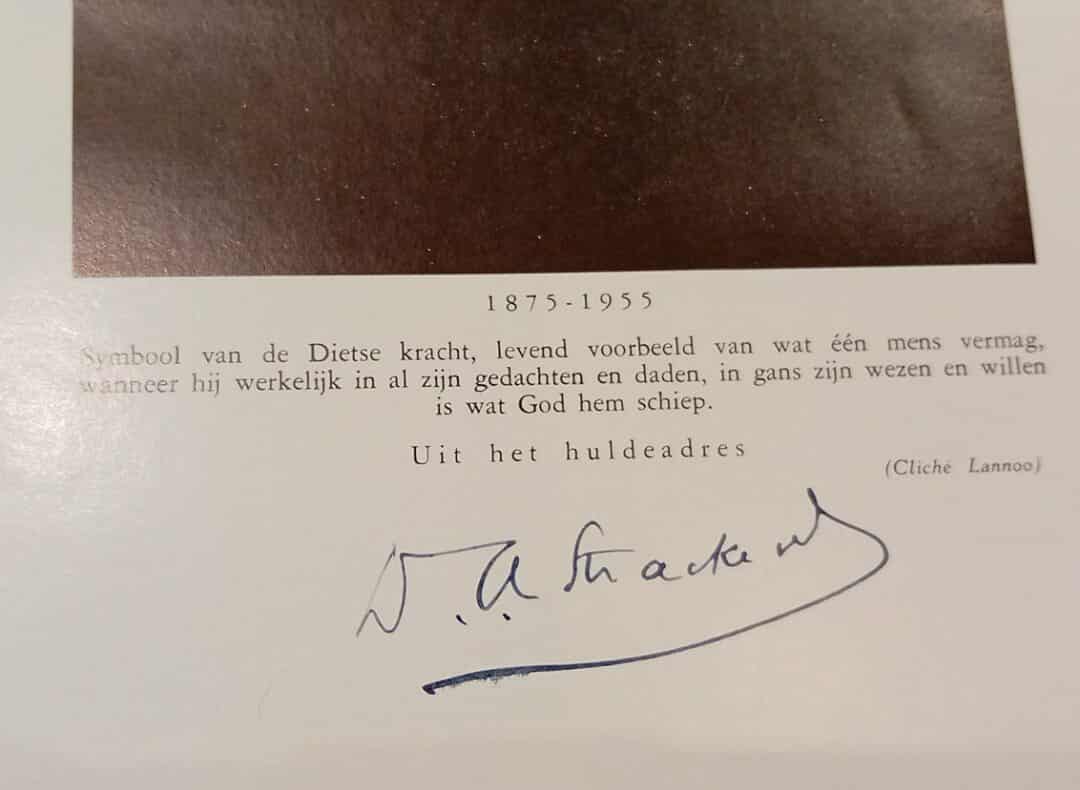 1875-1955
Symbool van de Dietse kracht, levend voorbeeld van wat één mens vermag,
wanneer hij werkelijk in al zijn gedachten en daden, in gans zijn wezen en willen
is wat God hem schiep.
Uit het huldeadres
(Cliché Lannoo)
D. A. Stracke